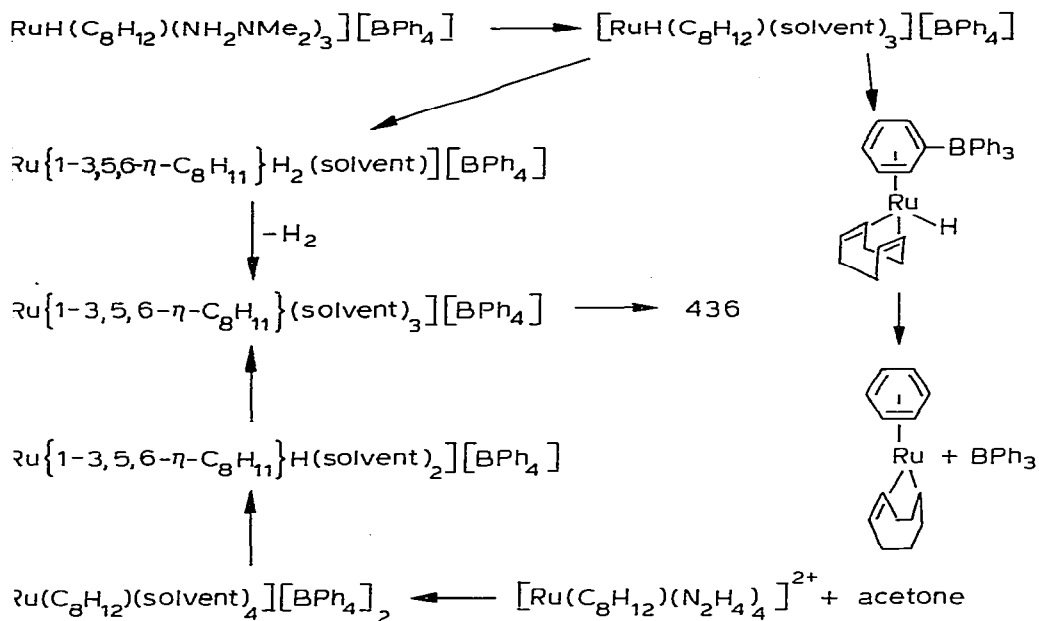 RuH(C₈H₁₂)(NH₂NMe₂)₃][BPh₄] → [RuH(C₈H₁₂)(solvent)₃][BPh₄]
Ru{1-3,5,6-η-C₈H₁₁}H₂(solvent)][BPh₄]
BPh₃
Ru
H
-H₂
Ru{1-3,5,6-η-C₈H₁₁}(solvent)₃][BPh₄] → 436
Ru{1-3,5,6-η-C₈H₁₁}H(solvent)₂][BPh₄]
Ru + BPh₃
Ru(C₈H₁₂)(solvent)₄][BPh₄]₂ ← [Ru(C₈H₁₂)(N₂H₄)₄]²⁺ + acetone